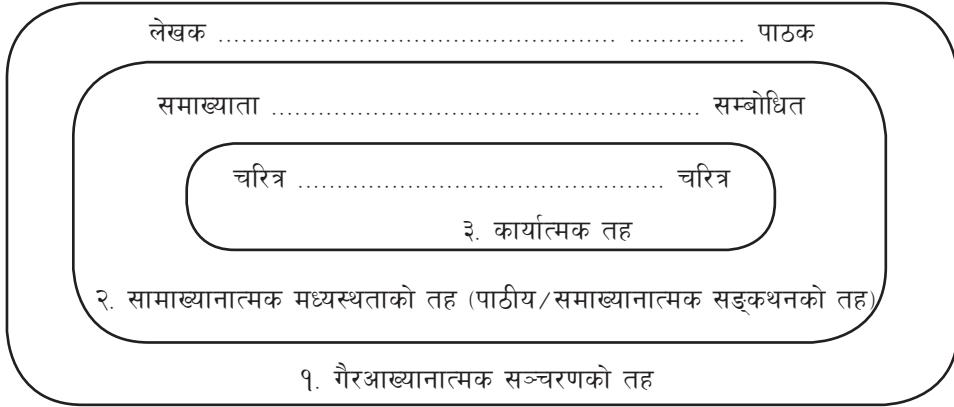 लेखक ................................................... ............... पाठक
समाख्याता ....................................................... सम्बोधित
चरित्र ............................................... चरित्र
३. कार्यात्मक तह
२. सामाख्यानात्मक मध्यस्थताको तह (पाठीय/समाख्यानात्मक सङ्कथनको तह)
१. गैरआख्यानात्मक सञ्चरणको तह